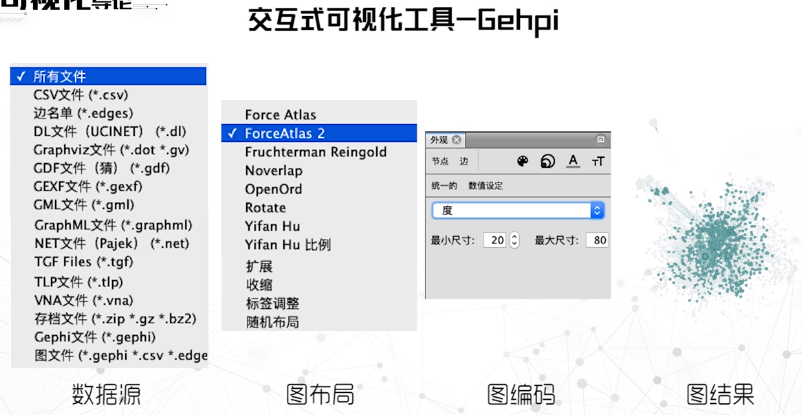 可视化导论
交互式可视化工具-Gehpi
✓ 所有文件
CSV文件 (*.csv)
边名单 (*.edges)
DL文件（UCINET） (*.dl)
Graphviz文件 (*.dot *.gv)
GDF文件（猜） (*.gdf)
GEXF文件 (*.gexf)
GML文件 (*.gml)
GraphML文件 (*.graphml)
NET文件（Pajek） (*.net)
TGF Files (*.tgf)
TLP文件 (*.tlp)
VNA文件 (*.vna)
存档文件 (*.zip *.gz *.bz2)
Gephi文件 (*.gephi)
图文件 (*.gephi *.csv *.edge
数据源
Force Atlas
✓ ForceAtlas 2
Fruchterman Reingold
Noverlap
OpenOrd
Rotate
Yifan Hu
Yifan Hu 比例
扩展
收缩
标签调整
随机布局
图布局
外观
节点 边
A TT
统一的 数值设定
度
最小尺寸: 20 最大尺寸: 80
图编码
图结果